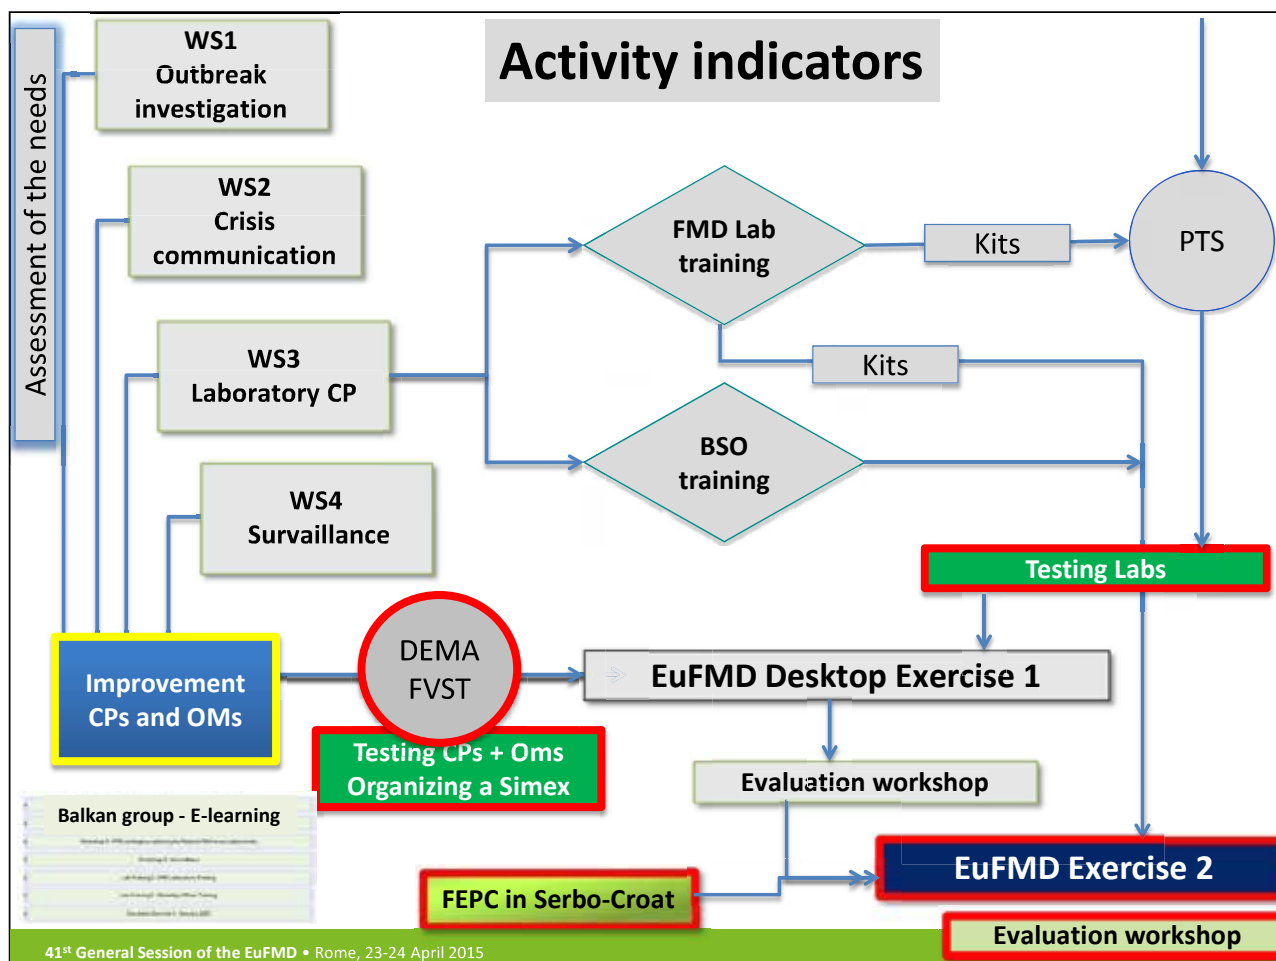 Activity indicators
Assessment of the needs
WS1
Outbreak
investigation
WS2
Crisis
communication
WS3
Laboratory CP
WS4
Survaillance
FMD Lab
training
Kits
PTS
Kits
BSO
training
Testing Labs
Improvement
CPs and OMs
DEMA
FVST
Testing CPs + Oms
Organizing a Simex
EuFMD Desktop Exercise 1
Evaluation workshop
Balkan group - E-learning
FEPC in Serbo-Croat
EuFMD Exercise 2
Evaluation workshop
41st General Session of the EuFMD • Rome, 23-24 April 2015